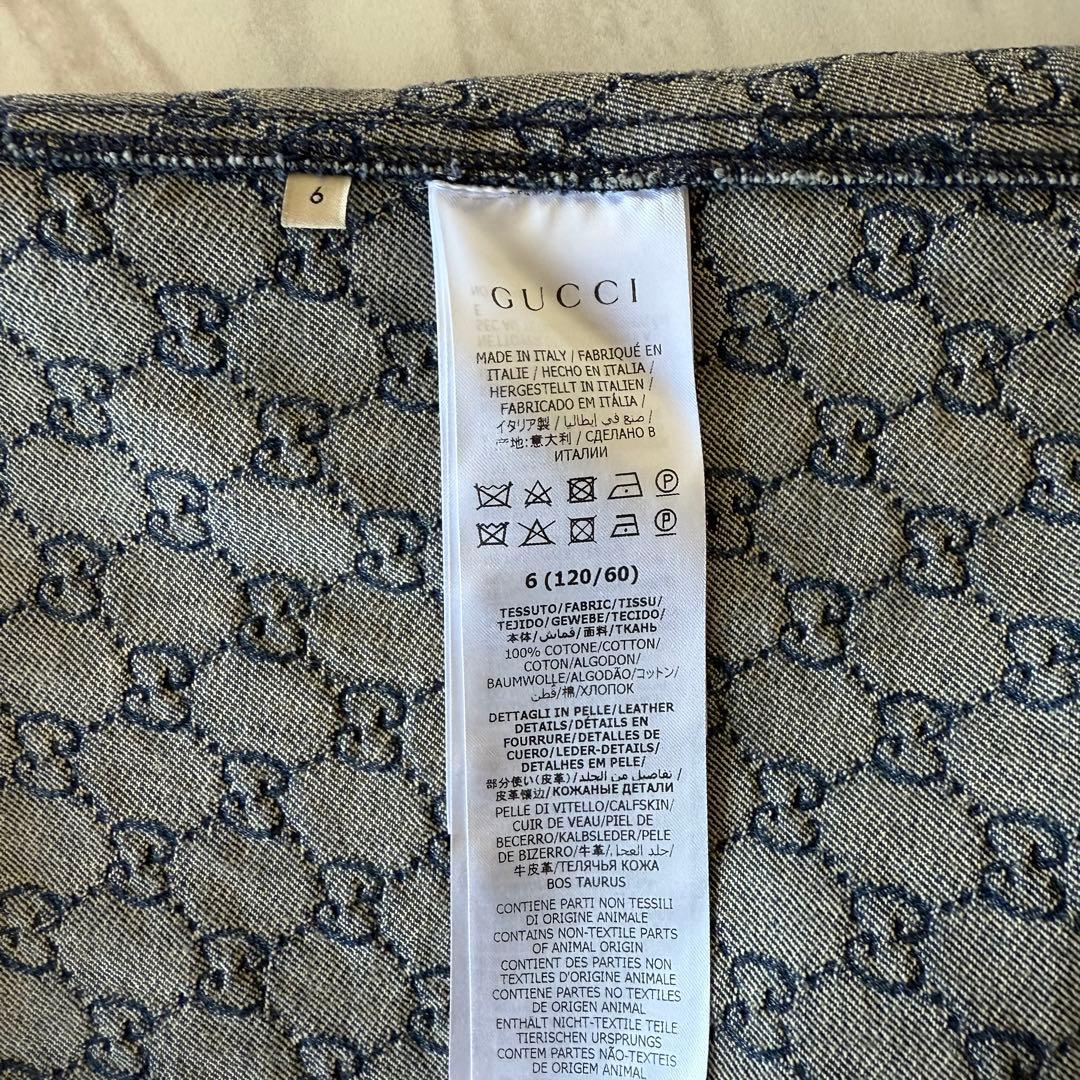 6
GUCCI
MADE IN ITALY / FABRIQUÉ EN
ITALIE / HECHO EN ITALIA /
HERGESTELLT IN ITALIEN /
FABRICADO EM ITÁLIA /
イタリア製 / صنع في إيطاليا /
产地:意大利 / СДЕЛАНО В
ИТАЛИИ
P
P
6 (120/60)
TESSUTO/FABRIC/TISSU/
TEJIDO/GEWEBE/TECIDO/
本体/قماش/面料/ТКАНЬ
100% COTONE/COTTON/
COTON/ALGODON/
BAUMWOLLE/ALGODÃO/コットン/
قطن/棉/ХЛОПОК
DETTAGLI IN PELLE/LEATHER
DETAILS/DÉTAILS EN
FOURRURE/DETALLES DE
CUERO/LEDER-DETAILS/
DETALHES EM PELE/
部分使い(皮革)/تفاصيل من الجلد/
皮革镶边/КОЖАНЫЕ ДЕТАЛИ
PELLE DI VITELLO/CALFSKIN/
CUIR DE VEAU/PIEL DE
BECERRO/KALBSLEDER/PELE
DE BIZERRO/牛革/جلد العجل/
牛皮革/ТЕЛЯЧЬЯ КОЖА
BOS TAURUS
CONTIENE PARTI NON TESSILI
DI ORIGINE ANIMALE
CONTAINS NON-TEXTILE PARTS
OF ANIMAL ORIGIN
CONTIENT DES PARTIES NON
TEXTILES D'ORIGINE ANIMALE
CONTIENE PARTES NO TEXTILES
DE ORIGEN ANIMAL
ENTHÄLT NICHT-TEXTILE TEILE
TIERISCHEN URSPRUNGS
CONTEM PARTES NÃO-TEXTEIS
DE ORIGEM ANIMAL